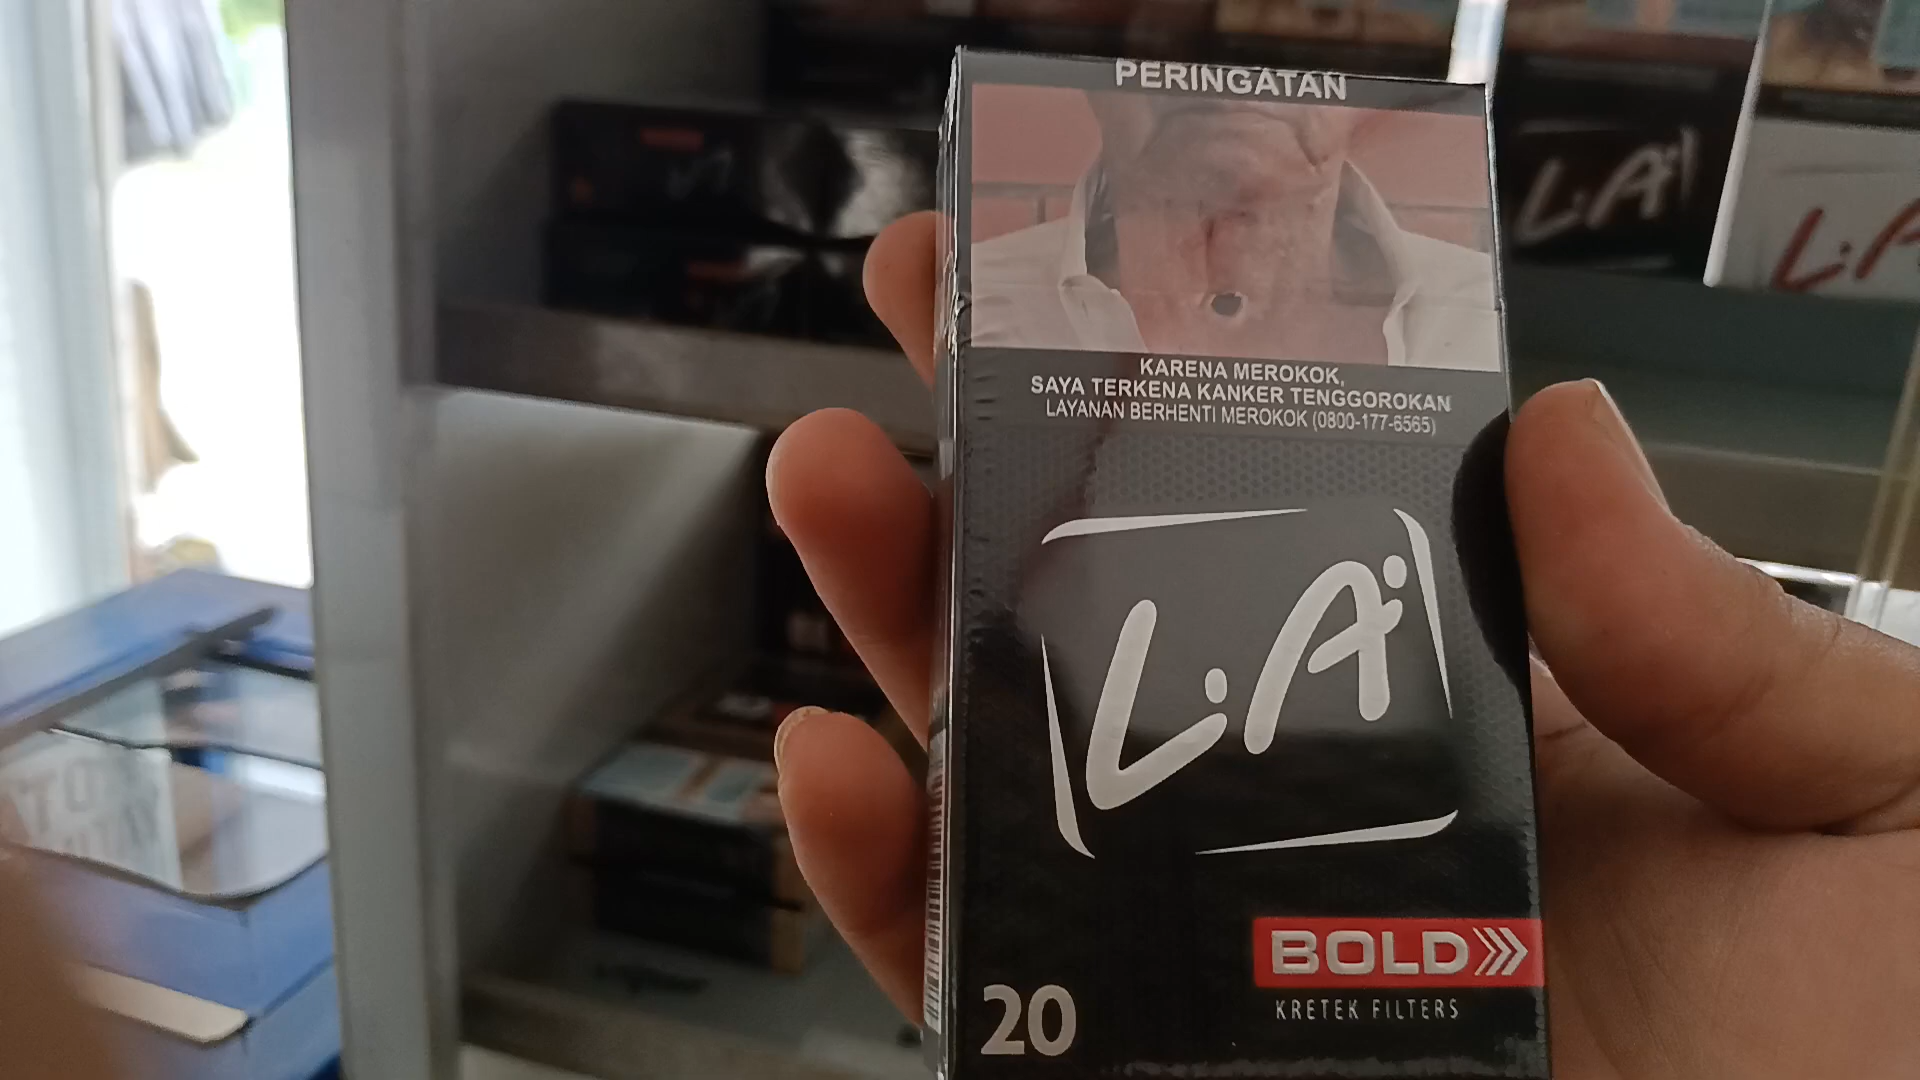 PERINGATAN
KARENA MEROKOK,
SAYA TERKENA KANKER TENGGOROKAN
LAYANAN BERHENTI MEROKOK (0800-177-6565)
L.A
BOLD
KRETEK FILTERS
20
L.A
L.A